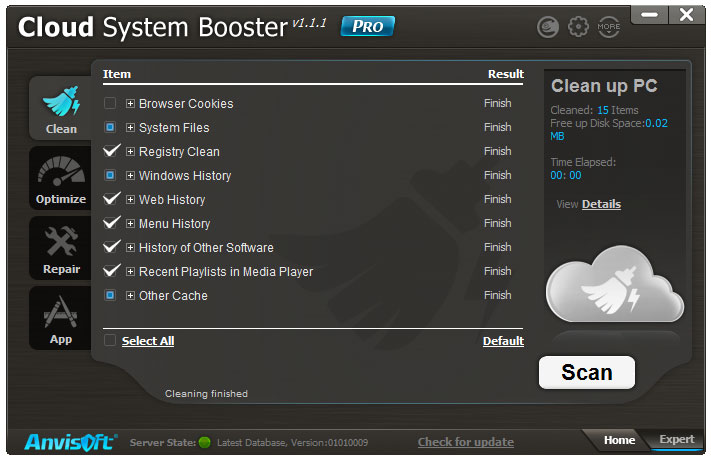 Cloud System Booster v1.1.1 PRO
MORE
Item Result
Browser Cookies Finish
System Files Finish
Registry Clean Finish
Windows History Finish
Web History Finish
Menu History Finish
History of Other Software Finish
Recent Playlists in Media Player Finish
Other Cache Finish
Select All Default
Cleaning finished
Clean
Optimize
Repair
App
Clean up PC
Cleaned: 15 Items
Free up Disk Space:0.02
MB
Time Elapsed:
00: 00
View Details
Scan
Anvisoft Server State: Latest Database, Version:01010009 Check for update Home Expert